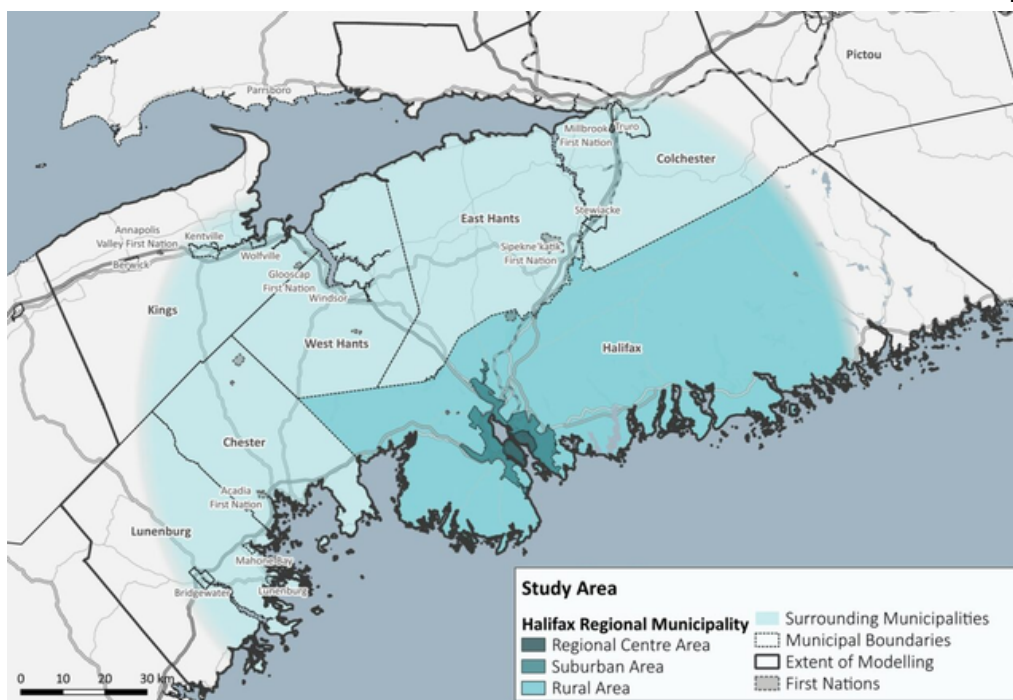 Pictou
Parrsboro
Millbrook
First Nation
Truro
Colchester
East Hants
Stewiacke
Annapolis
Valley First Nation
Kentville
Berwick
Wolfville
Sipekne'katik
First Nation
Glooscap
First Nation
Windsor
Kings
West Hants
Halifax
Chester
Acadia
First Nation
Lunenburg
Mahone Bay
Bridgewater
Lunenburg
Study Area
Halifax Regional Municipality
Regional Centre Area
Suburban Area
Rural Area
Surrounding Municipalities
Municipal Boundaries
Extent of Modelling
First Nations
0 10 20 30 km